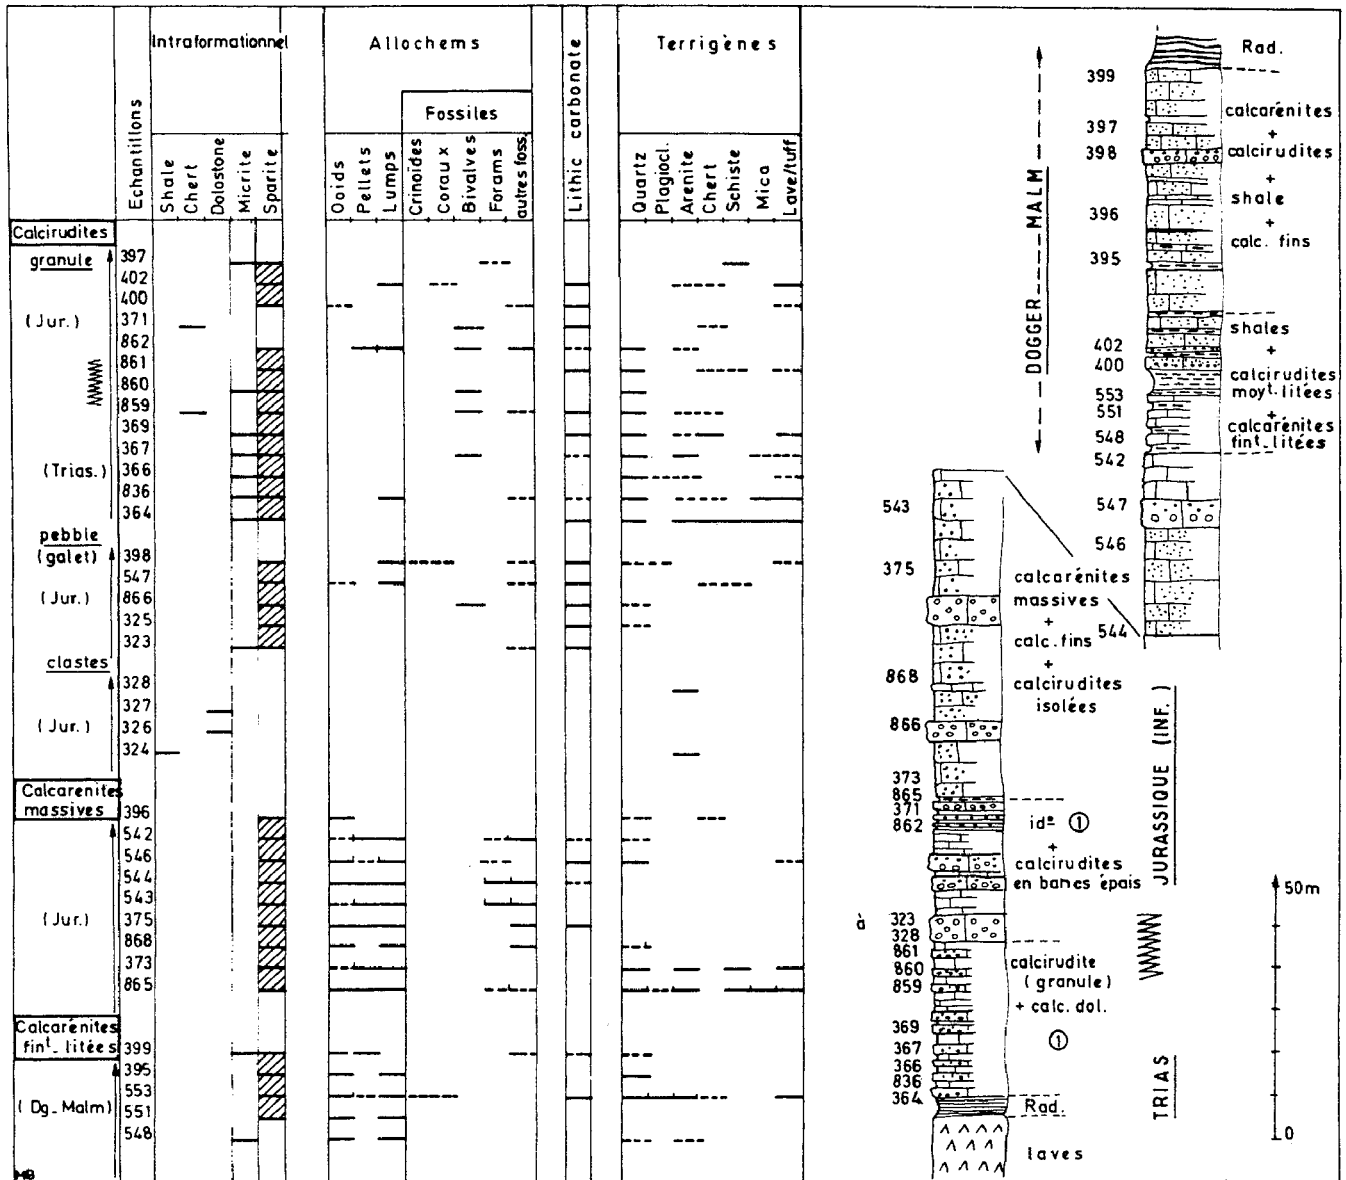 Intraformationnel
Allochems
Fossiles
Terrigènes
Echantillons
Shale
Chert
Dolostone
Micrite
Sparite
Ooids
Pellets
Lumps
Crinoides
Coraux
Bivalves
Forams
autres foss.
Lithic carbonate
Quartz
Plagiocl.
Arenite
Chert
Schiste
Mica
Lave/tuff
Calcirudites
granule
(Jur.)
(Trias.)
397
402
400
371
862
861
860
859
369
367
366
836
364
pebble
(galet)
(Jur.)
398
547
866
325
323
clastes
(Jur.)
328
327
326
324
Calcarenites
massives
(Jur.)
396
542
546
544
543
375
868
373
865
Calcarénites
fint_ litées
(Dg_Malm)
399
395
553
551
548
MB
543
375
868
866
373
865
371
862
à
323
328
861
860
859
369
367
366
836
364
calcarénites
massives
+
calc. fins
+
calcirudites
isolées
ide ①
+
calcirudites
en bancs épais
calcirudite
(granule)
+ calc. dol.
①
Rad.
laves
DOGGER ---- MALM
JURASSIQUE (INF.)
TRIAS
399
397
398
396
395
402
400
553
551
548
542
547
546
544
Rad.
calcarénites
+
calcirudites
+
shale
+
calc. fins
shales
+
calcirudites
moyt. litées
+
calcarénites
fint_ litées
50m
0